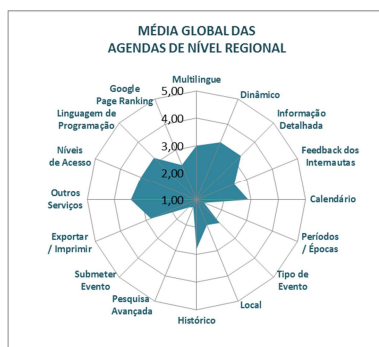 MÉDIA GLOBAL DAS
AGENDAS DE NÍVEL REGIONAL
Multilingue
Dinâmico
Informação
Detalhada
Feedback dos
Internautas
Calendário
Períodos
/ Épocas
Tipo de
Evento
Local
Histórico
Pesquisa
Avançada
Submeter
Evento
Exportar
/ Imprimir
Outros
Serviços
Níveis
de Acesso
Linguagem de
Programação
Google
Page Ranking
5,00
4,00
3,00
2,00
1,00